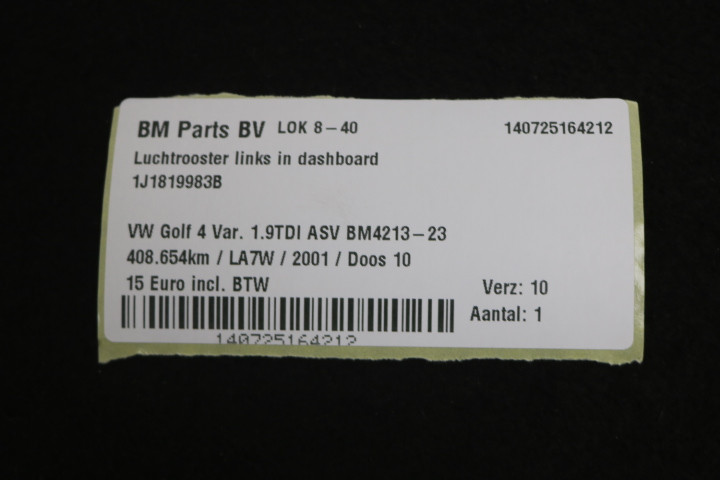 BM Parts BV LOK 8-40 140725164212
Luchtrooster links in dashboard
1J1819983B
VW Golf 4 Var. 1.9TDI ASV BM4213-23
408.654km / LA7W / 2001 / Doos 10
15 Euro incl. BTW Verz: 10
Aantal: 1
140725164212